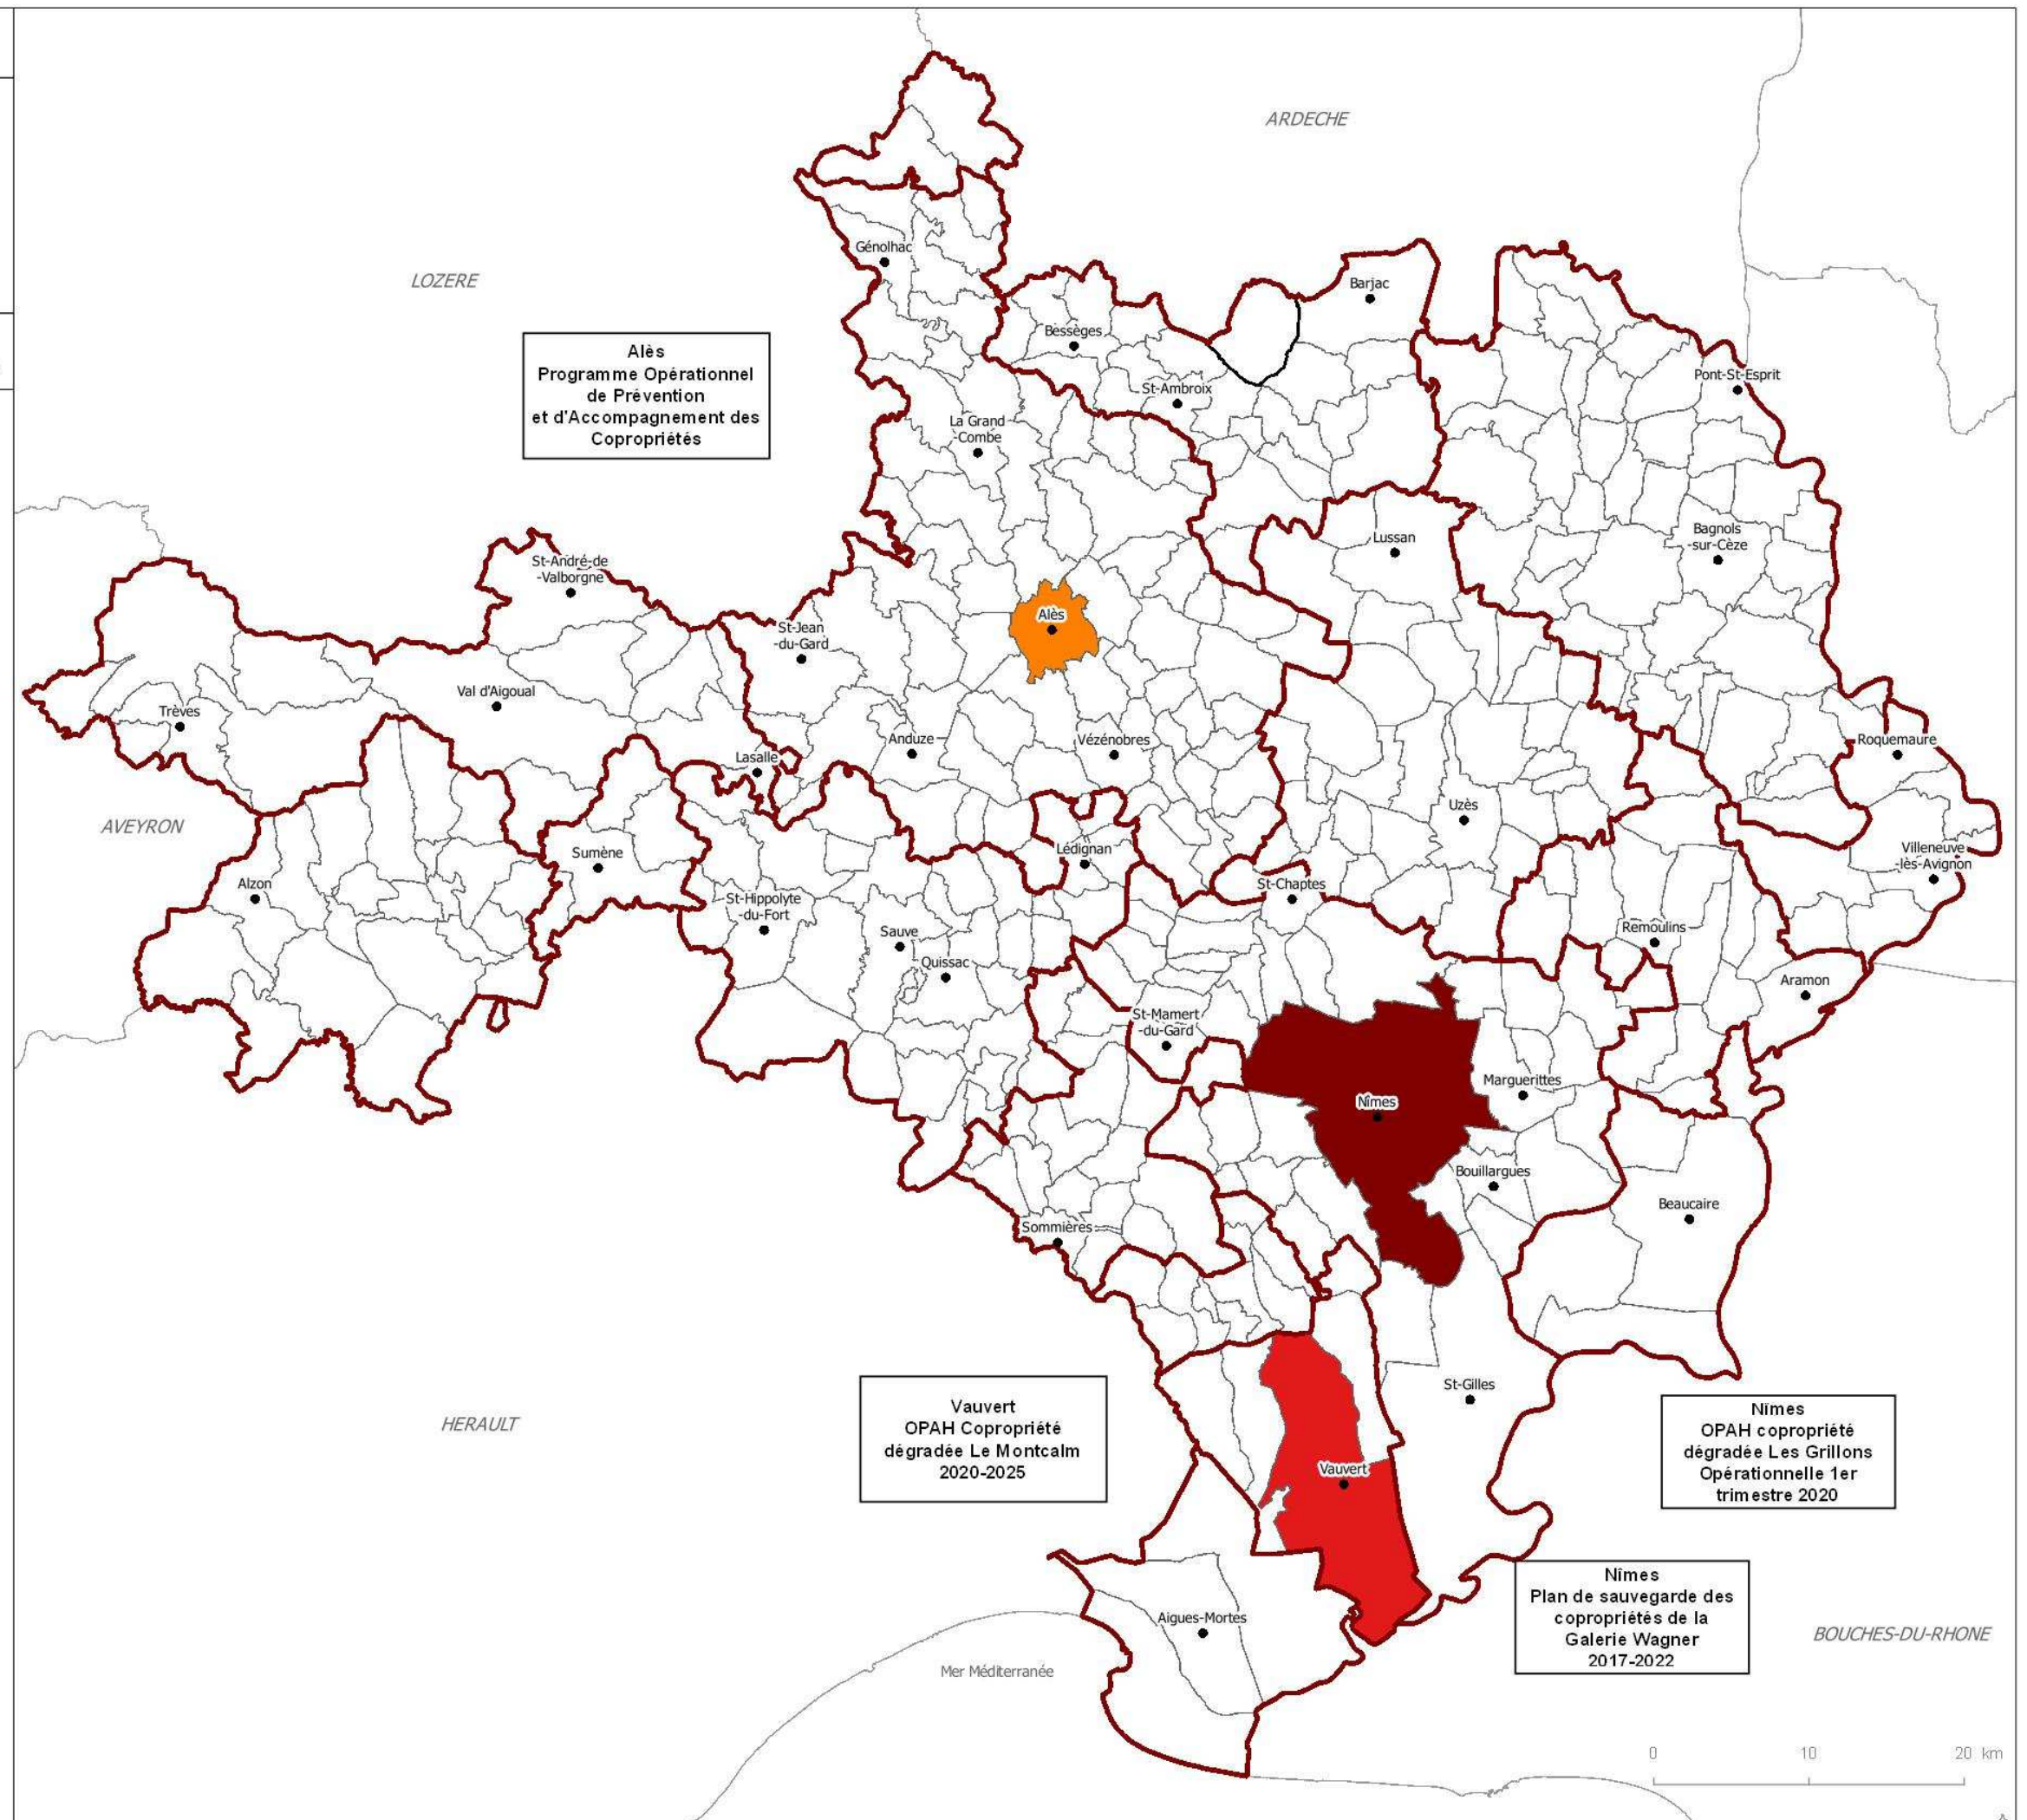 ARDECHE
LOZERE
Génolhac
Barjac
Bessèges
Alès
Programme Opérationnel
de Prévention
et d'Accompagnement des
Copropriétés
St-Ambroix
Pont-St-Esprit
La Grand
-Combe
Lussan
Bagnols
-sur-Cèze
St-André-de
-Valborgne
Alès
St-Jean
-du-Gard
Val d'Aigoual
Trèves
Anduze
Vézénobres
Roquemaure
Lasalle
Uzès
AVEYRON
Sumène
Lédignan
Villeneuve
-lès-Avignon
Alzon
St-Chaptes
St-Hippolyte
-du-Fort
Sauve
Remoulins
Quissac
Aramon
St-Mamert
-du-Gard
Marguerittes
Nîmes
Bouillargues
Beaucaire
Sommières
HERAULT
Vauvert
OPAH Copropriété
dégradée Le Montcalm
2020-2025
St-Gilles
Nîmes
OPAH copropriété
dégradée Les Grillons
Opérationnelle 1er
trimestre 2020
Vauvert
Nîmes
Plan de sauvegarde des
copropriétés de la
Galerie Wagner
2017-2022
Aigues-Mortes
BOUCHES-DU-RHONE
Mer Méditerranée
0 10 20 km